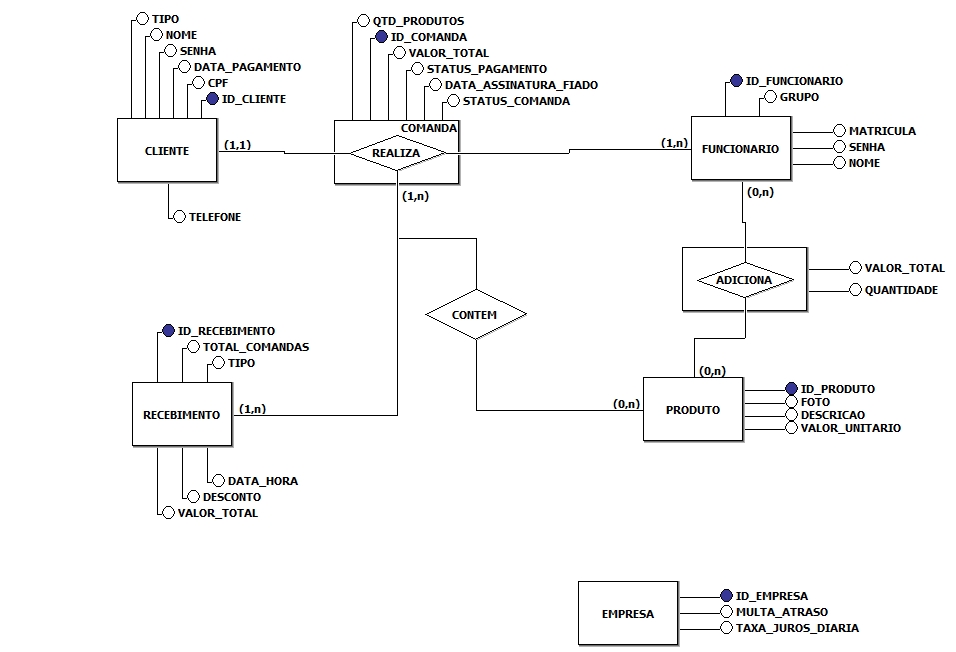 TIPO
NOME
SENHA
DATA_PAGAMENTO
CPF
ID_CLIENTE
CLIENTE
TELEFONE
(1,1)
QTD_PRODUTOS
ID_COMANDA
VALOR_TOTAL
STATUS_PAGAMENTO
DATA_ASSINATURA_FIADO
STATUS_COMANDA
COMANDA
REALIZA
(1,n)
(1,n)
ID_FUNCIONARIO
GRUPO
FUNCIONARIO
MATRICULA
SENHA
NOME
(0,n)
ADICIONA
VALOR_TOTAL
QUANTIDADE
(0,n)
CONTEM
(0,n)
PRODUTO
ID_PRODUTO
FOTO
DESCRICAO
VALOR_UNITARIO
ID_RECEBIMENTO
TOTAL_COMANDAS
TIPO
RECEBIMENTO
(1,n)
DATA_HORA
DESCONTO
VALOR_TOTAL
EMPRESA
ID_EMPRESA
MULTA_ATRASO
TAXA_JUROS_DIARIA